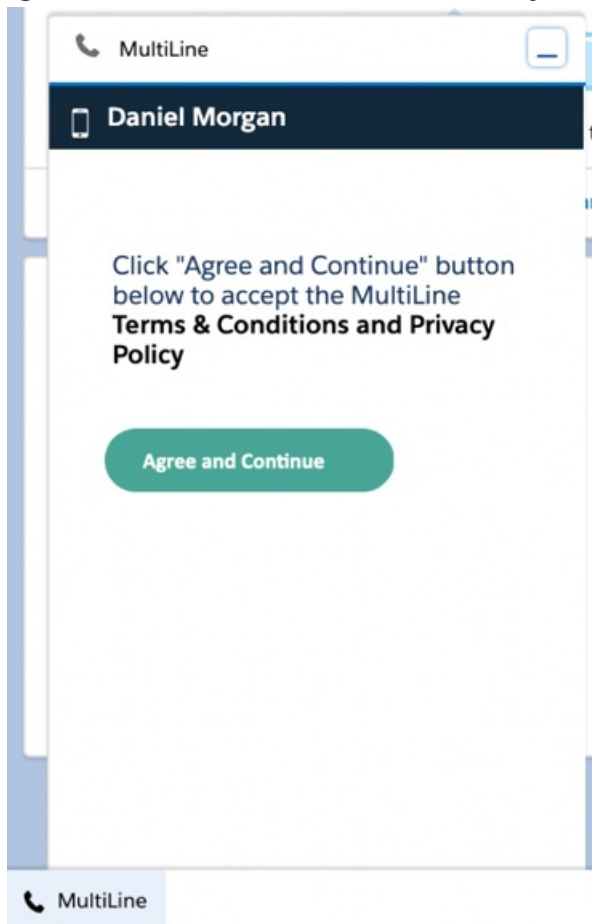 MultiLine
Daniel Morgan
Click "Agree and Continue" button
below to accept the MultiLine
Terms & Conditions and Privacy
Policy
Agree and Continue
MultiLine